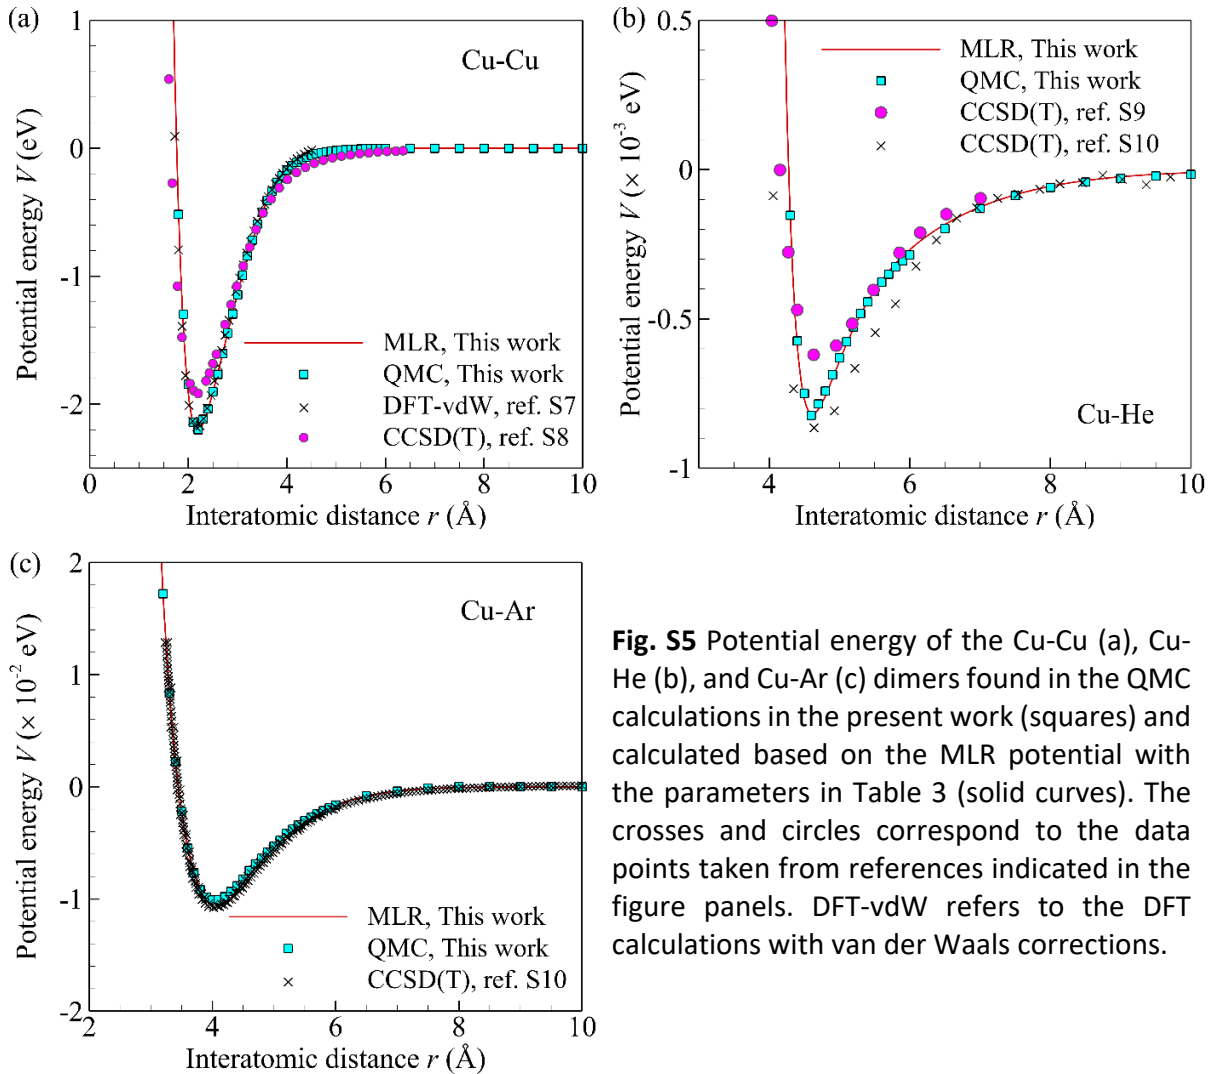 (a)
Cu-Cu
Potential energy V (eV)
1
0
-1
-2
MLR, This work
QMC, This work
DFT-vdW, ref. S7
CCSD(T), ref. S8
0 2 4 6 8 10
Interatomic distance r (Å)
(b)
0.5
0
-0.5
-1
Potential energy V (× 10⁻³ eV)
MLR, This work
QMC, This work
CCSD(T), ref. S9
CCSD(T), ref. S10
Cu-He
4 6 8 10
Interatomic distance r (Å)
(c)
2
1
0
-1
-2
Potential energy V (× 10⁻² eV)
Cu-Ar
MLR, This work
QMC, This work
CCSD(T), ref. S10
2 4 6 8 10
Interatomic distance r (Å)
Fig. S5 Potential energy of the Cu-Cu (a), Cu-
He (b), and Cu-Ar (c) dimers found in the QMC
calculations in the present work (squares) and
calculated based on the MLR potential with
the parameters in Table 3 (solid curves). The
crosses and circles correspond to the data
points taken from references indicated in the
figure panels. DFT-vdW refers to the DFT
calculations with van der Waals corrections.